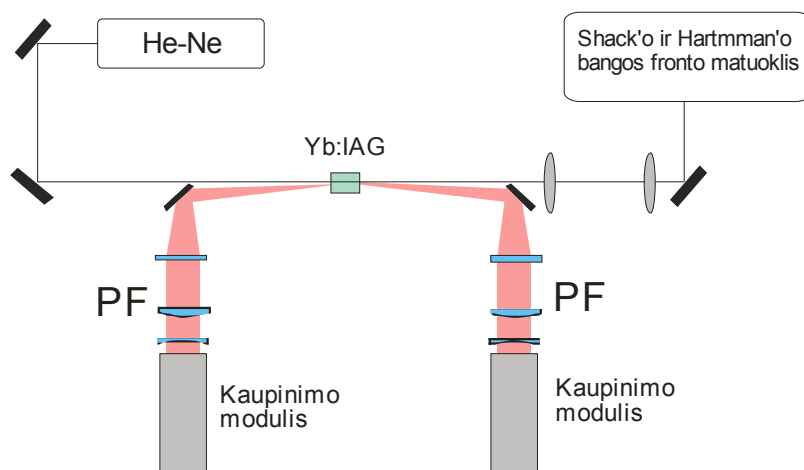 He-Ne
Shack'o ir Hartmman'o
bangos fronto matuoklis
Yb:IAG
PF
PF
Kaupinimo
modulis
Kaupinimo
modulis